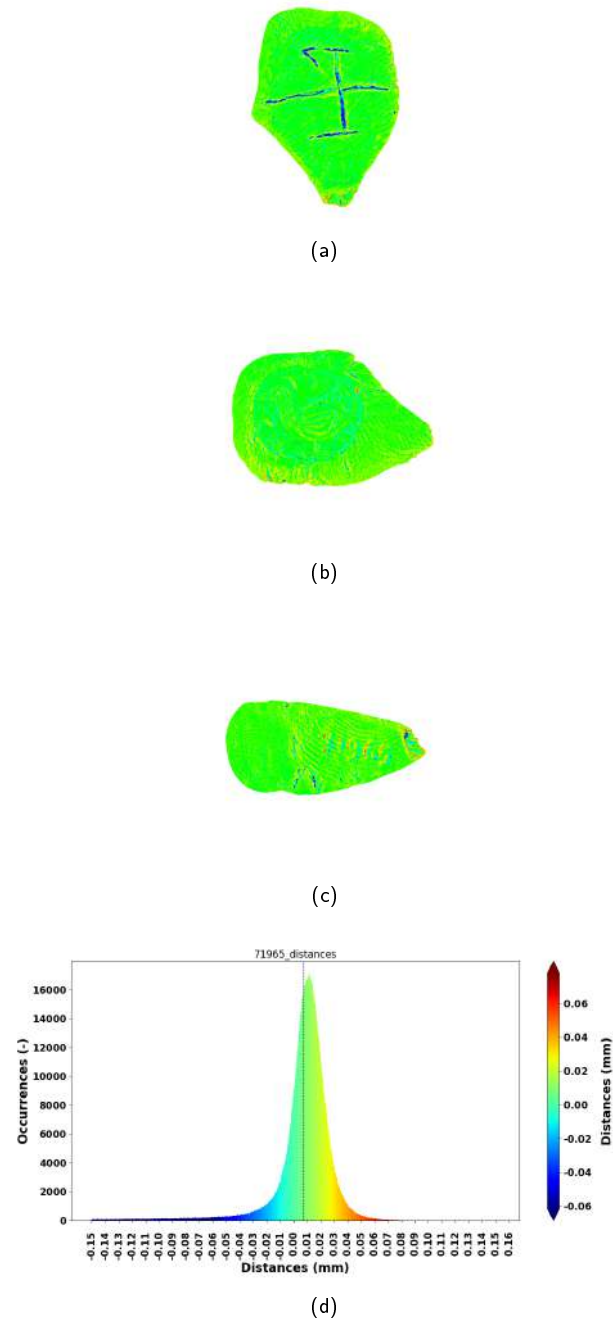 (a)
(b)
(c)
71965_distances
Occurrences (-)
16000
14000
12000
10000
8000
6000
4000
2000
0
-0.15 -0.14 -0.13 -0.12 -0.11 -0.10 -0.09 -0.08 -0.07 -0.06 -0.05 -0.04 -0.03 -0.02 -0.01 0.00 0.01 0.02 0.03 0.04 0.05 0.06 0.07 0.08 0.09 0.10 0.11 0.12 0.13 0.14 0.15 0.16
Distances (mm)
0.06
0.04
0.02
0.00
-0.02
-0.04
-0.06
Distances (mm)
(d)